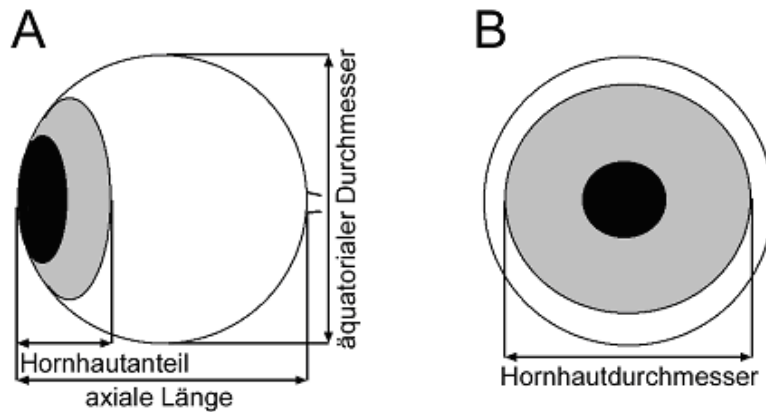 A
B
äquatorialer Durchmesser
Hornhautanteil
axiale Länge
Hornhautdurchmesser